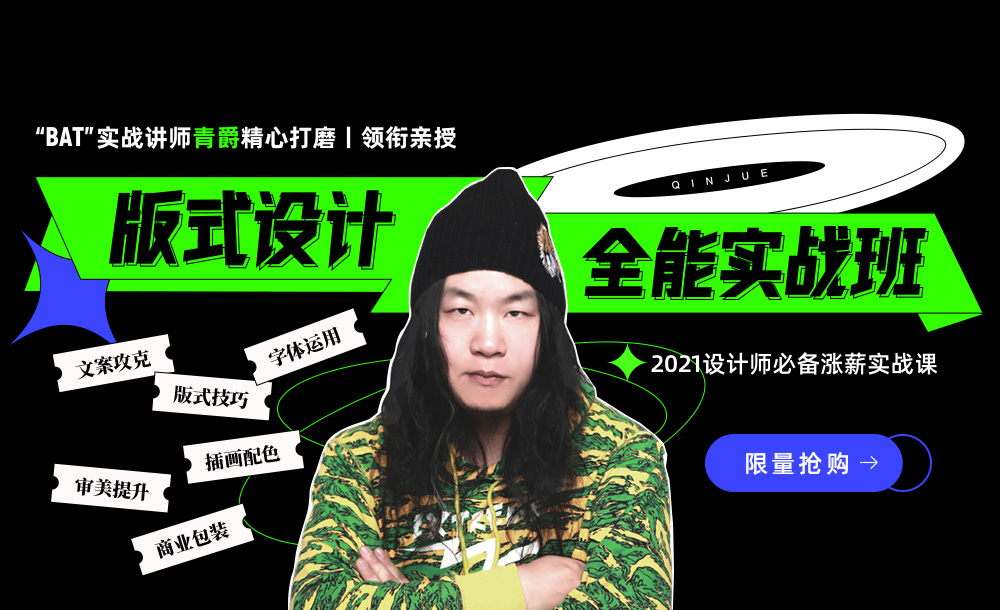 “BAT”实战讲师青爵精心打磨丨领衔亲授
QINJUE
版式设计
全能实战班
2021设计师必备涨薪实战课
文案攻克
字体运用
版式技巧
插画配色
审美提升
商业包装
限量抢购→